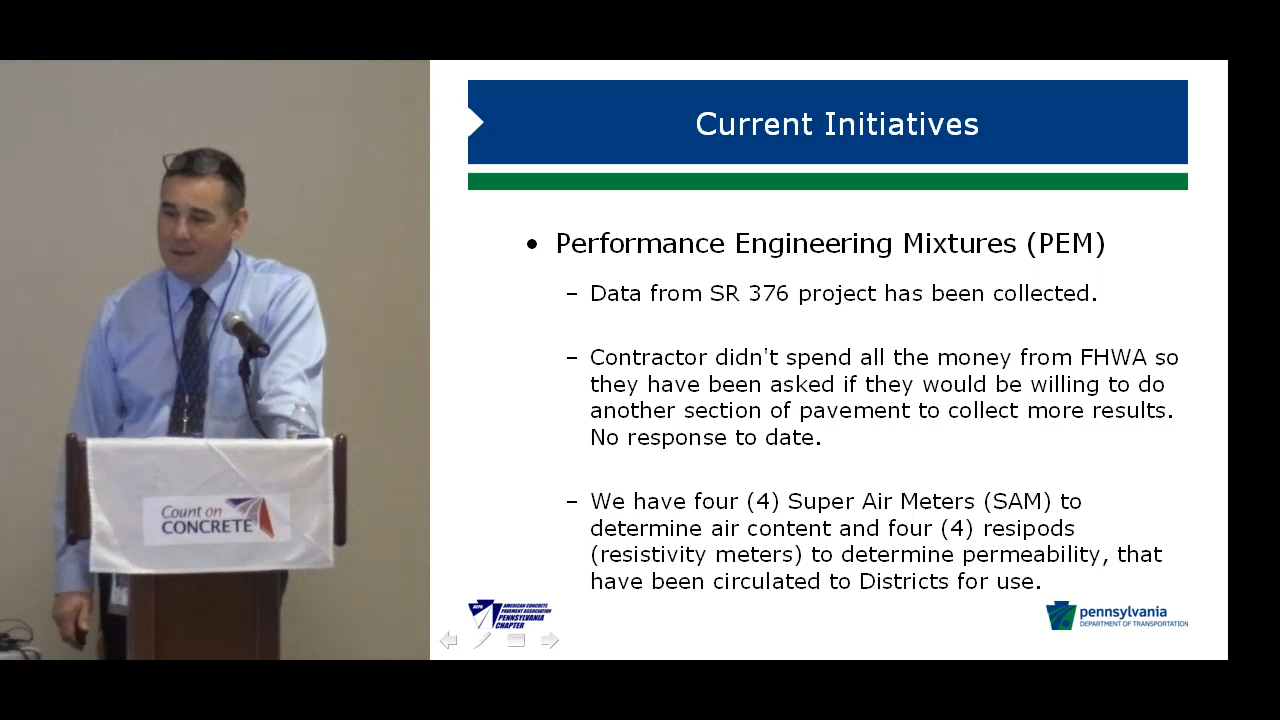 Current Initiatives
• Performance Engineering Mixtures (PEM)
– Data from SR 376 project has been collected.
– Contractor didn't spend all the money from FHWA so
they have been asked if they would be willing to do
another section of pavement to collect more results.
No response to date.
– We have four (4) Super Air Meters (SAM) to
determine air content and four (4) resipods
(resistivity meters) to determine permeability, that
have been circulated to Districts for use.
Count on
CONCRETE
ACPA
AMERICAN CONCRETE
PAVEMENT ASSOCIATION
PENNSYLVANIA
CHAPTER
pennsylvania
DEPARTMENT OF TRANSPORTATION